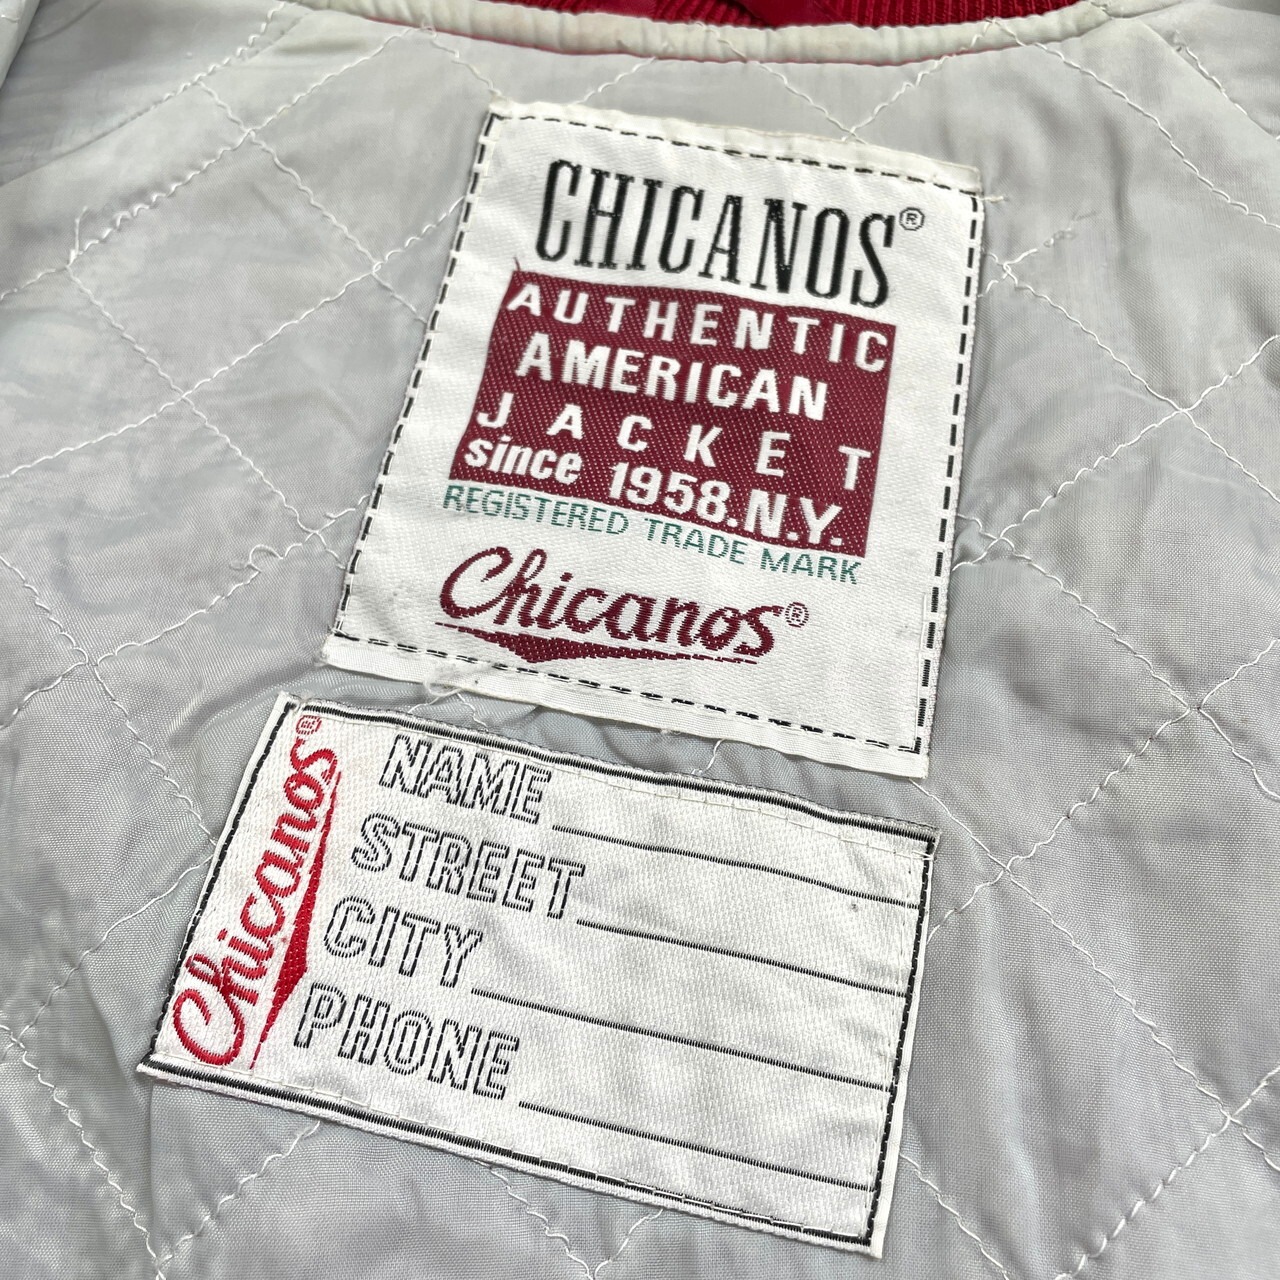 CHICANOS®
AUTHENTIC
AMERICAN
JACKET
since 1958.N.Y.
REGISTERED TRADE MARK
Chicanos®
Chicanos®
NAME
STREET
CITY
PHONE